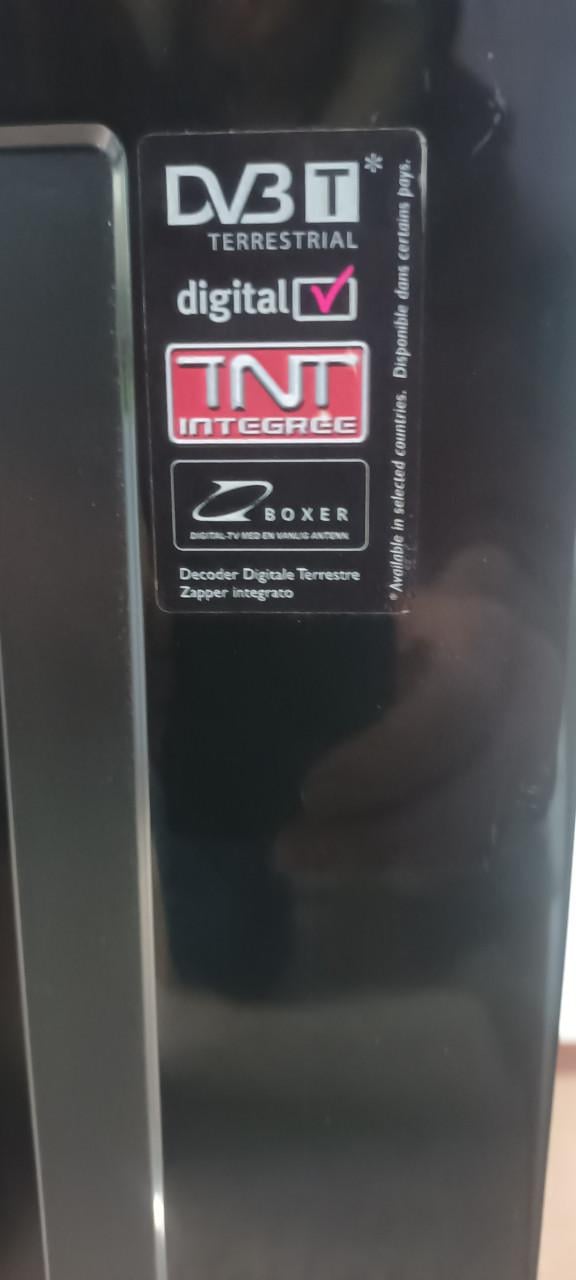 DVB T*
TERRESTRIAL
digital
TNT
INTEGRÉE
BOXER
DIGITAL-TV MED EN VANLIG ANTENN
Decoder Digitale Terrestre
Zapper integrato
*Available in selected countries. Disponible dans certains pays.